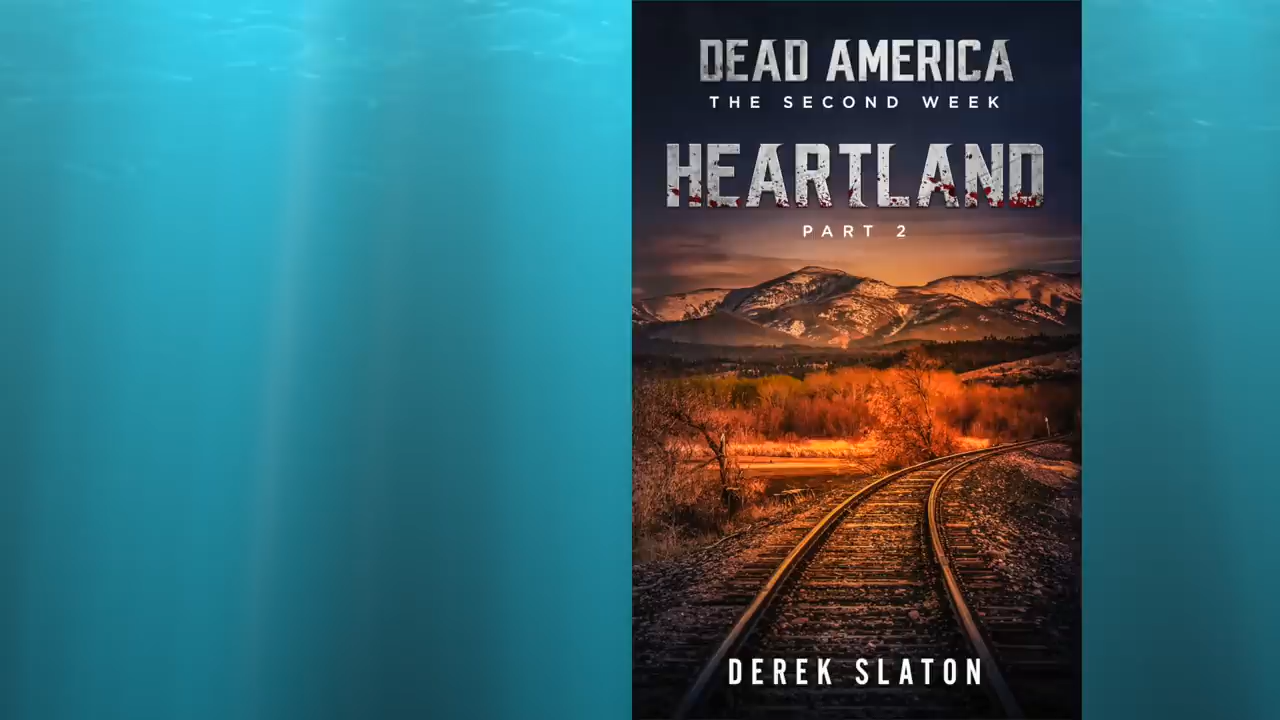 DEAD AMERICA
THE SECOND WEEK
HEARTLAND
PART 2
DEREK SLATON